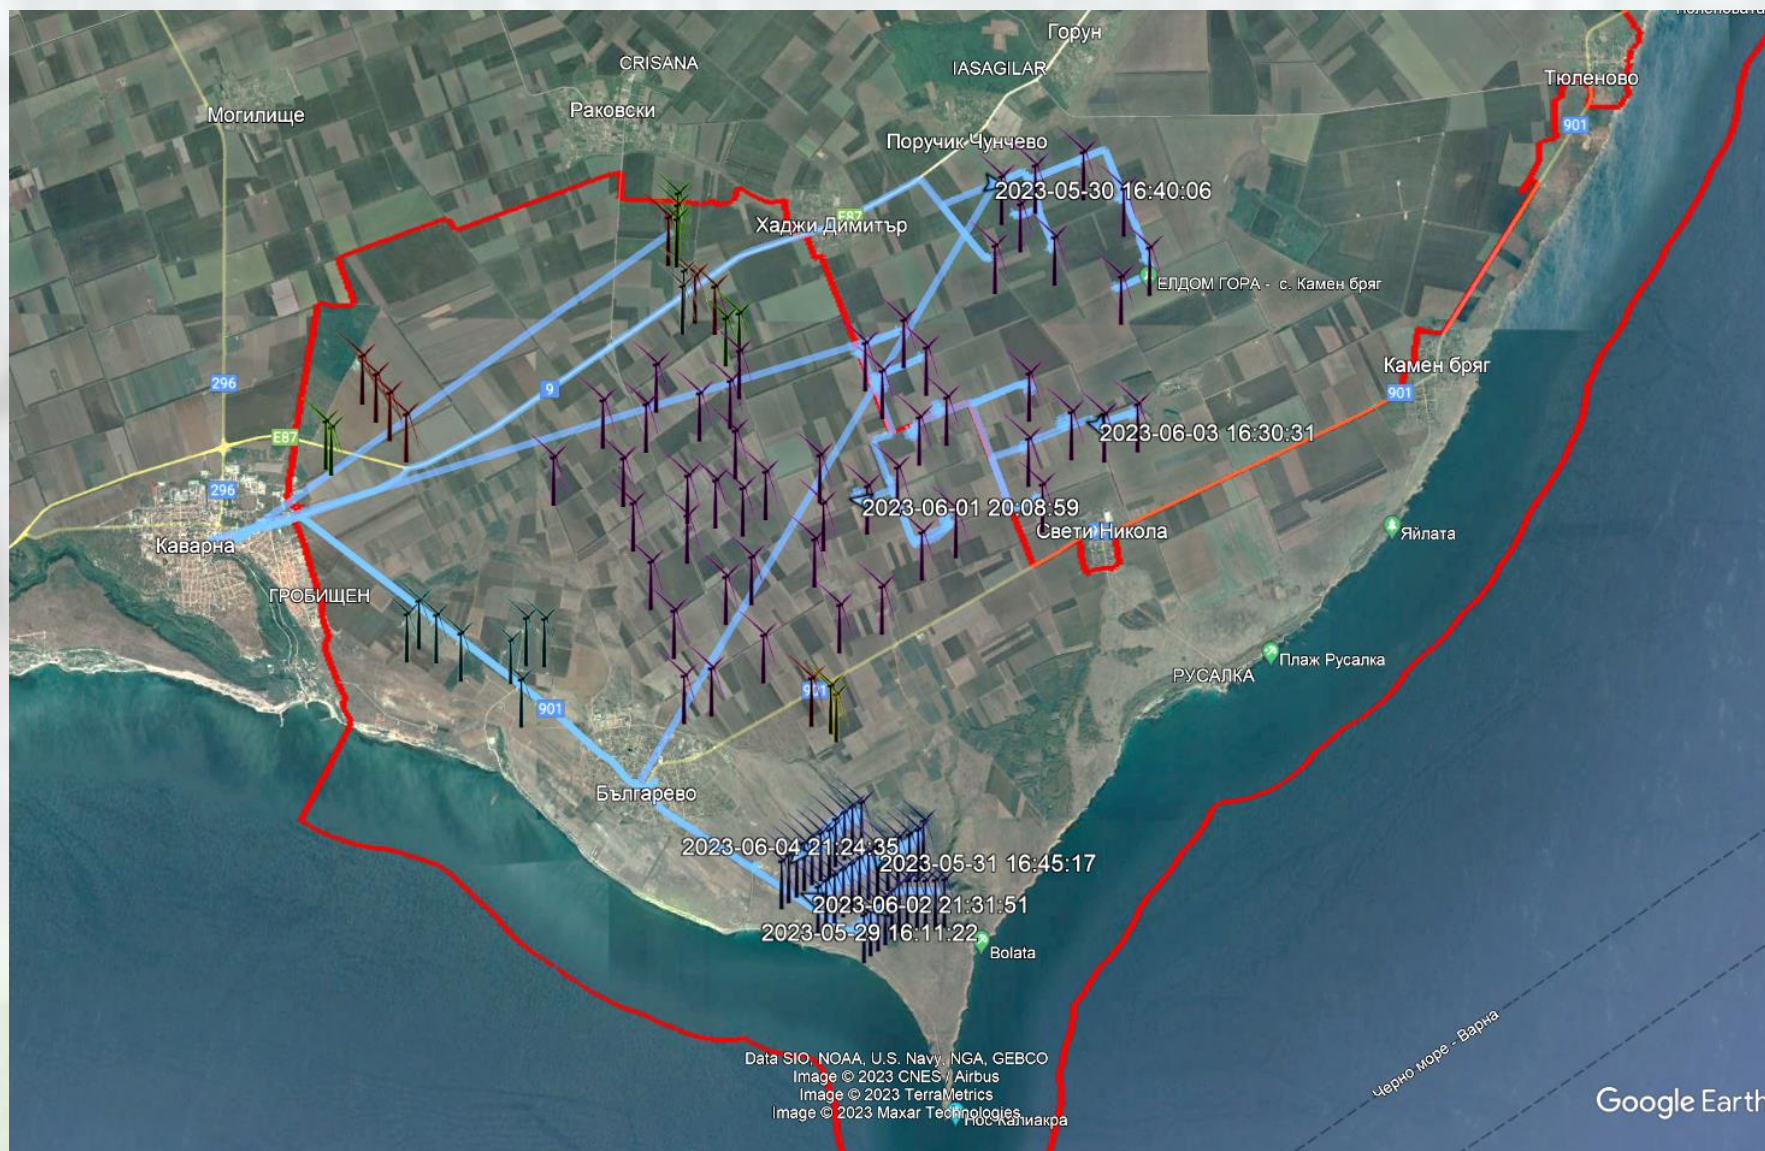 Горун
CRISANA
IASAGILAR
Тюленово
Могилище
Раковски
901
Поручик Чунчево
2023-05-30 16:40:06
E87
Хаджи Димитър
ЕЛДОМ ГОРА - с. Камен бряг
Камен бряг
296
9
901
E87
2023-06-03 16:30:31
296
2023-06-01 20:08:59
Свети Никола
Яйлата
Каварна
ГРОБИЩЕН
Плаж Русалка
РУСАЛКА
901
901
Българево
2023-06-04 21:24:35
2023-05-31 16:45:17
2023-06-02 21:31:51
2023-05-29 16:11:22
Bolata
Черно море - Варна
Data SIO, NOAA, U.S. Navy, NGA, GEBCO
Image © 2023 CNES / Airbus
Image © 2023 TerraMetrics
Image © 2023 Maxar Technologies
Нос Калиакра
Google Earth